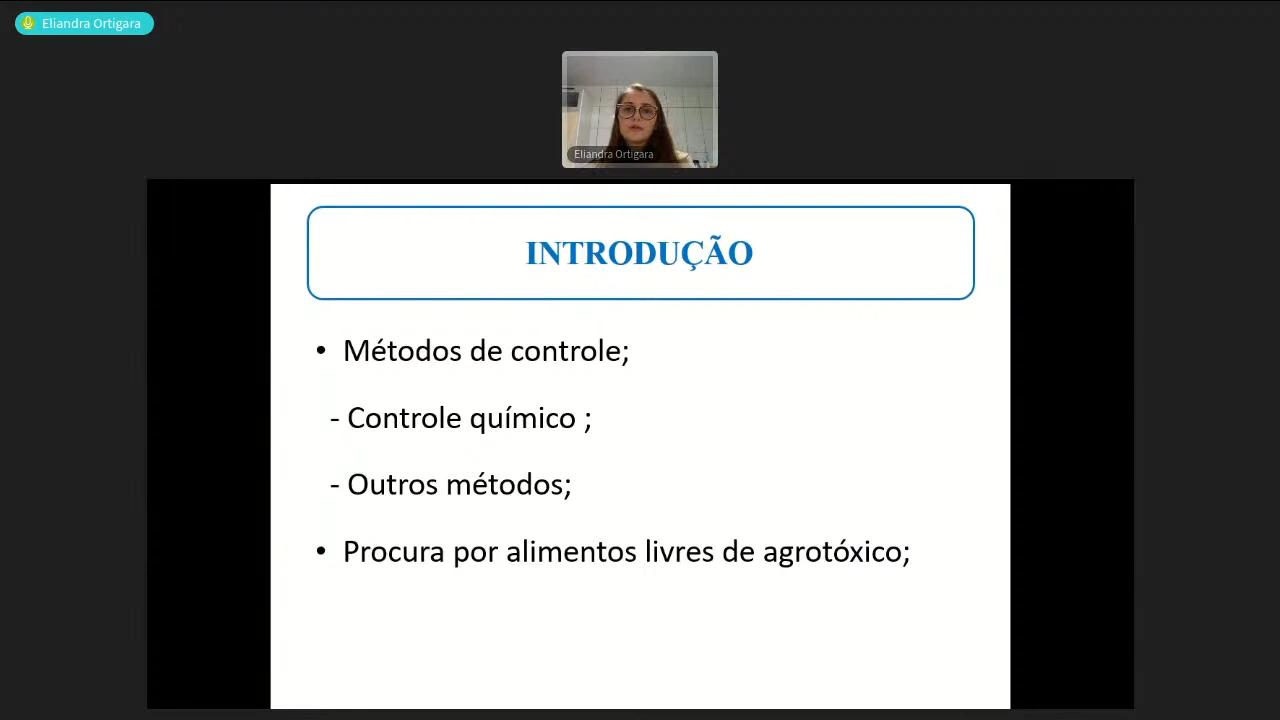 Eliandra Ortigara
Eliandra Ortigara
INTRODUÇÃO
• Métodos de controle;
- Controle químico ;
- Outros métodos;
• Procura por alimentos livres de agrotóxico;